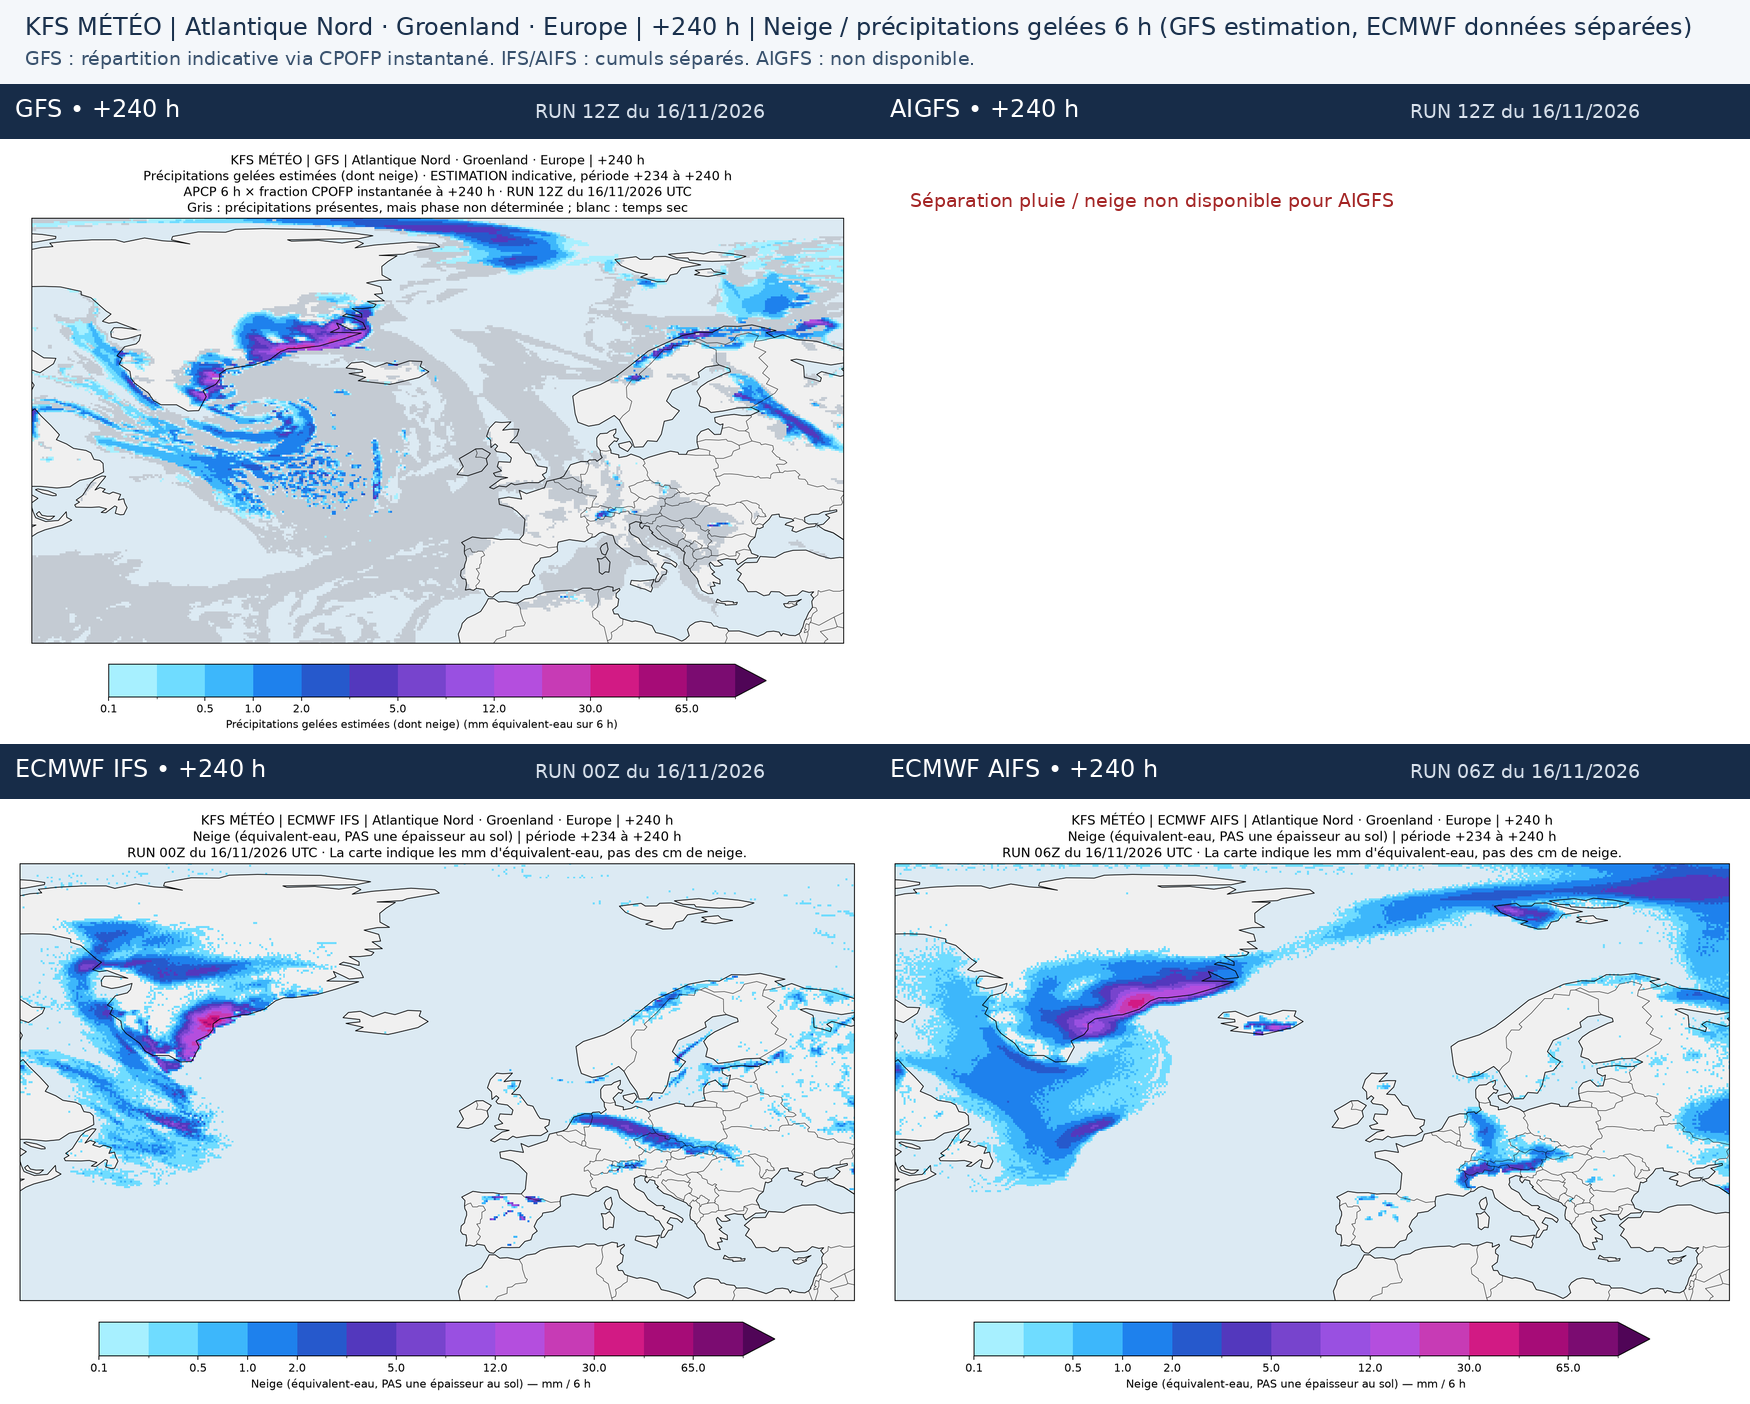 KFS MÉTÉO | Atlantique Nord · Groenland · Europe | +240 h | Neige / précipitations gelées 6 h (GFS estimation, ECMWF données séparées)
GFS : répartition indicative via CPOFP instantané. IFS/AIFS : cumuls séparés. AIGFS : non disponible.
GFS • +240 h
RUN 12Z du 16/11/2026
AIGFS • +240 h
RUN 12Z du 16/11/2026
KFS MÉTÉO | GFS | Atlantique Nord · Groenland · Europe | +240 h
Précipitations gelées estimées (dont neige) · ESTIMATION indicative, période +234 à +240 h
APCP 6 h × fraction CPOFP instantanée à +240 h · RUN 12Z du 16/11/2026 UTC
Gris : précipitations présentes, mais phase non déterminée ; blanc : temps sec
Séparation pluie / neige non disponible pour AIGFS
0.1 0.5 1.0 2.0 5.0 12.0 30.0 65.0
Précipitations gelées estimées (dont neige) (mm équivalent-eau sur 6 h)
ECMWF IFS • +240 h
RUN 00Z du 16/11/2026
ECMWF AIFS • +240 h
RUN 06Z du 16/11/2026
KFS MÉTÉO | ECMWF IFS | Atlantique Nord · Groenland · Europe | +240 h
Neige (équivalent-eau, PAS une épaisseur au sol) | période +234 à +240 h
RUN 00Z du 16/11/2026 UTC · La carte indique les mm d'équivalent-eau, pas des cm de neige.
0.1 0.5 1.0 2.0 5.0 12.0 30.0 65.0
Neige (équivalent-eau, PAS une épaisseur au sol) — mm / 6 h
KFS MÉTÉO | ECMWF AIFS | Atlantique Nord · Groenland · Europe | +240 h
Neige (équivalent-eau, PAS une épaisseur au sol) | période +234 à +240 h
RUN 06Z du 16/11/2026 UTC · La carte indique les mm d'équivalent-eau, pas des cm de neige.
0.1 0.5 1.0 2.0 5.0 12.0 30.0 65.0
Neige (équivalent-eau, PAS une épaisseur au sol) — mm / 6 h